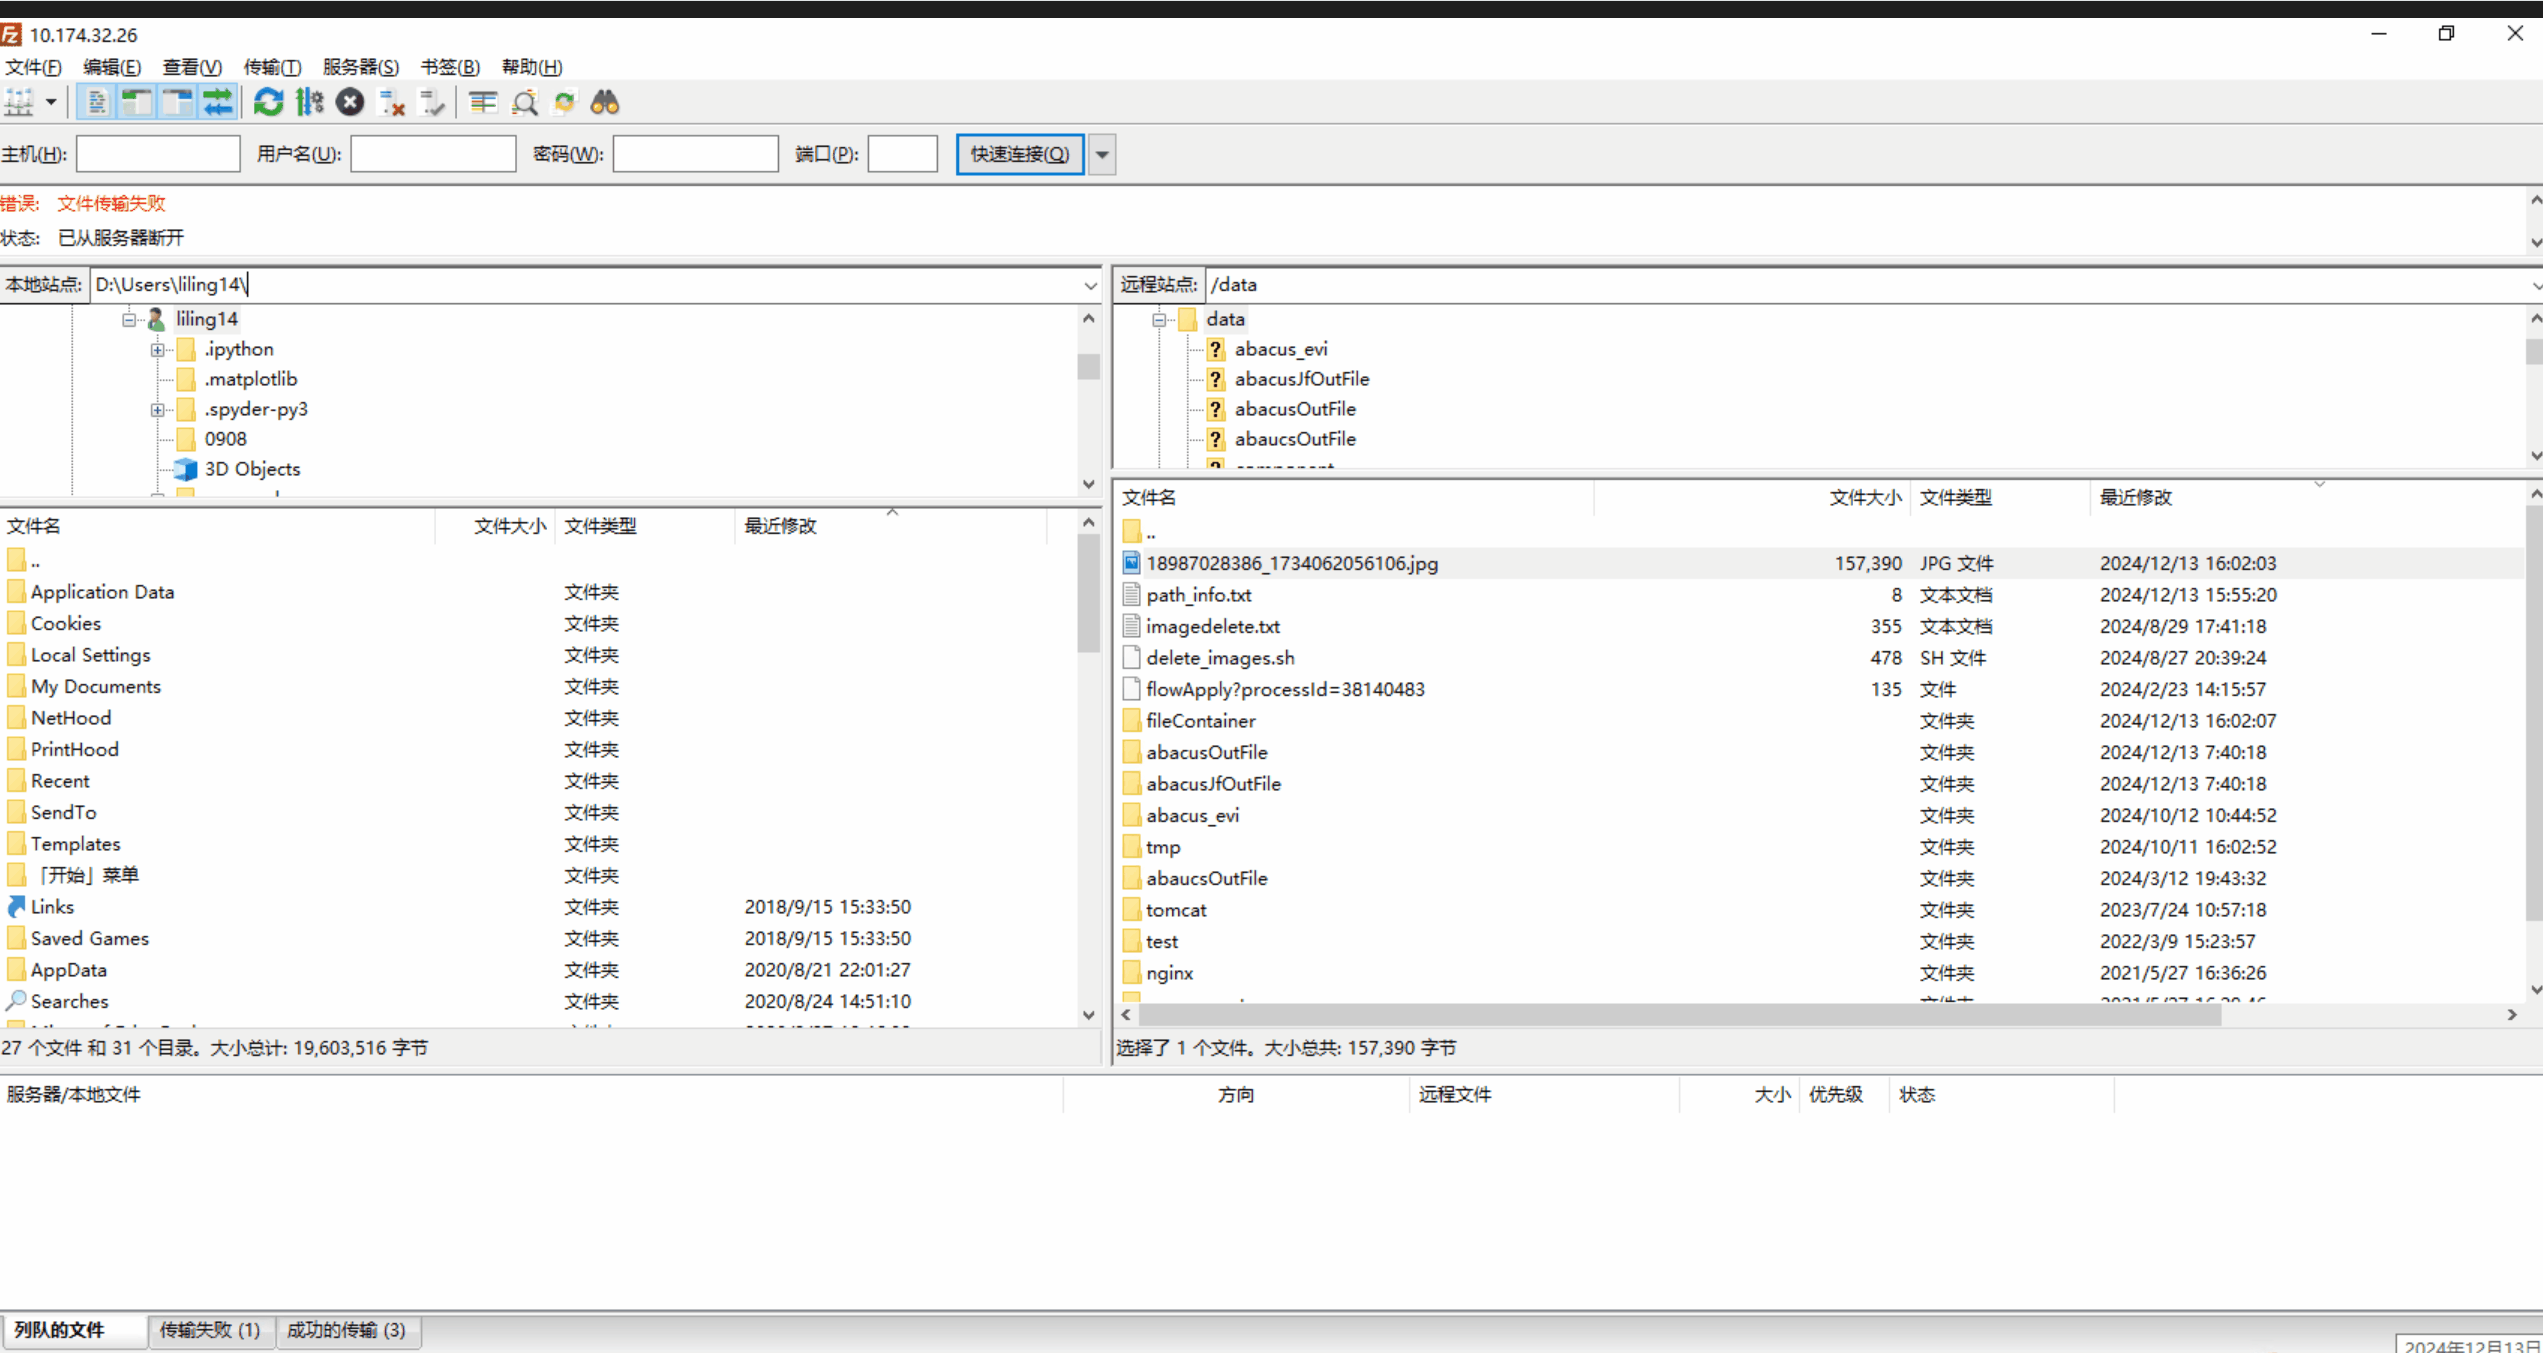 10.174.32.26
文件(F) 编辑(E) 查看(V) 传输(T) 服务器(S) 书签(B) 帮助(H)
主机(H): 用户名(U): 密码(W): 端口(P): 快速连接(Q)
错误: 文件传输失败
状态: 已从服务器断开
本地站点: D:\Users\liling14\
liling14
.ipython
.matplotlib
.spyder-py3
0908
3D Objects
文件名 文件大小 文件类型 最近修改
..
Application Data 文件夹
Cookies 文件夹
Local Settings 文件夹
My Documents 文件夹
NetHood 文件夹
PrintHood 文件夹
Recent 文件夹
SendTo 文件夹
Templates 文件夹
「开始」菜单 文件夹
Links 文件夹 2018/9/15 15:33:50
Saved Games 文件夹 2018/9/15 15:33:50
AppData 文件夹 2020/8/21 22:01:27
Searches 文件夹 2020/8/24 14:51:10
27 个文件 和 31 个目录。大小总计: 19,603,516 字节
远程站点: /data
data
abacus_evi
abacusJfOutFile
abacusOutFile
abaucsOutFile
文件名 文件大小 文件类型 最近修改
..
18987028386_1734062056106.jpg 157,390 JPG 文件 2024/12/13 16:02:03
path_info.txt 8 文本文档 2024/12/13 15:55:20
imagedelete.txt 355 文本文档 2024/8/29 17:41:18
delete_images.sh 478 SH 文件 2024/8/27 20:39:24
flowApply?processId=38140483 135 文件 2024/2/23 14:15:57
fileContainer 文件夹 2024/12/13 16:02:07
abacusOutFile 文件夹 2024/12/13 7:40:18
abacusJfOutFile 文件夹 2024/12/13 7:40:18
abacus_evi 文件夹 2024/10/12 10:44:52
tmp 文件夹 2024/10/11 16:02:52
abaucsOutFile 文件夹 2024/3/12 19:43:32
tomcat 文件夹 2023/7/24 10:57:18
test 文件夹 2022/3/9 15:23:57
nginx 文件夹 2021/5/27 16:36:26
选择了 1 个文件。大小总共: 157,390 字节
服务器/本地文件 方向 远程文件 大小 优先级 状态
列队的文件 传输失败 (1) 成功的传输 (3)
2024年12月13日